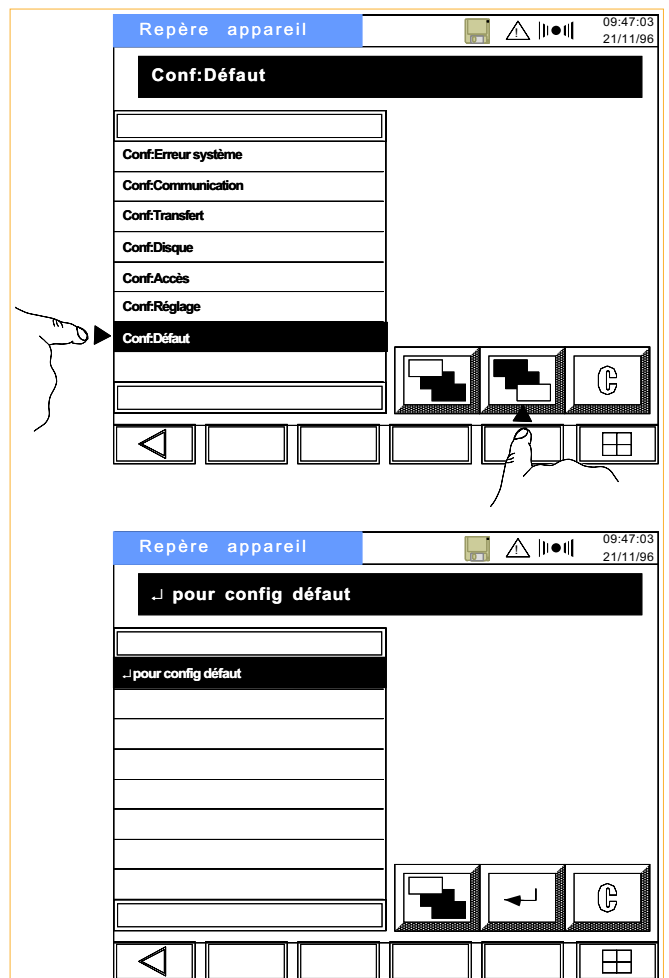 Repère appareil
09:47:03
21/11/96
Conf:Défaut
Conf:Erreur système
Conf:Communication
Conf:Transfert
Conf:Disque
Conf:Accès
Conf:Réglage
Conf:Défaut
C
Repère appareil
09:47:03
21/11/96
↵ pour config défaut
↵ pour config défaut
C